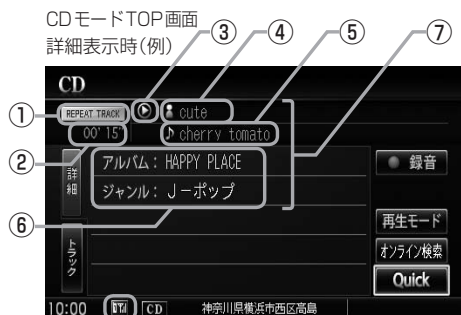 CDモードTOP画面
詳細表示時(例)
③ ④ ⑤ ⑦
CD
① REPEAT TRACK cute
② 00'15" cherry tomato
詳細
アルバム： HAPPY PLACE
ジャンル： J－ポップ
⑥
トラック
録音
再生モード
オンライン検索
Quick
10:00 CD 神奈川県横浜市西区高島